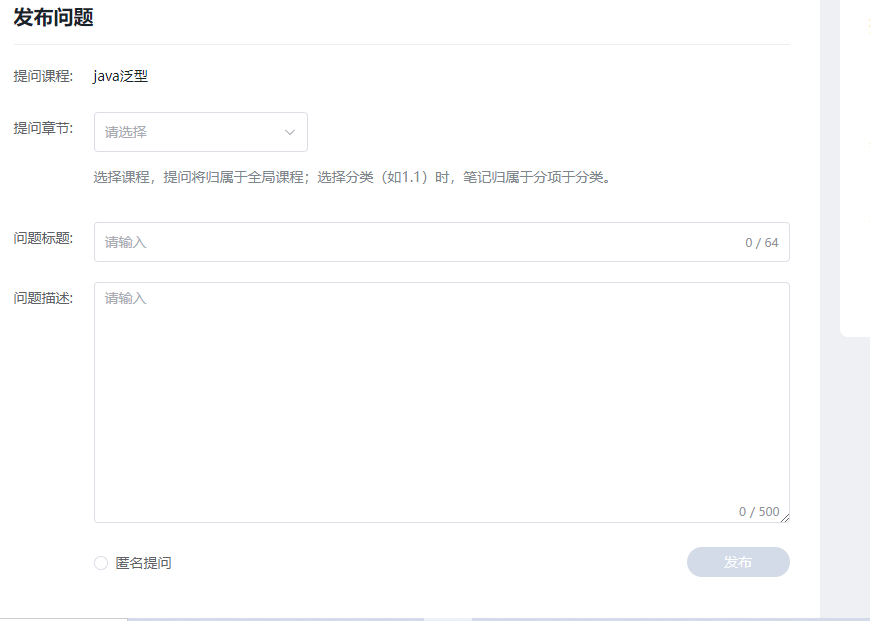 发布问题
提问课程: java泛型
提问章节: 请选择
选择课程，提问将归属于全局课程；选择分类（如1.1）时，笔记归属于分项于分类。
问题标题: 请输入 0 / 64
问题描述: 请输入
0 / 500
匿名提问 发布